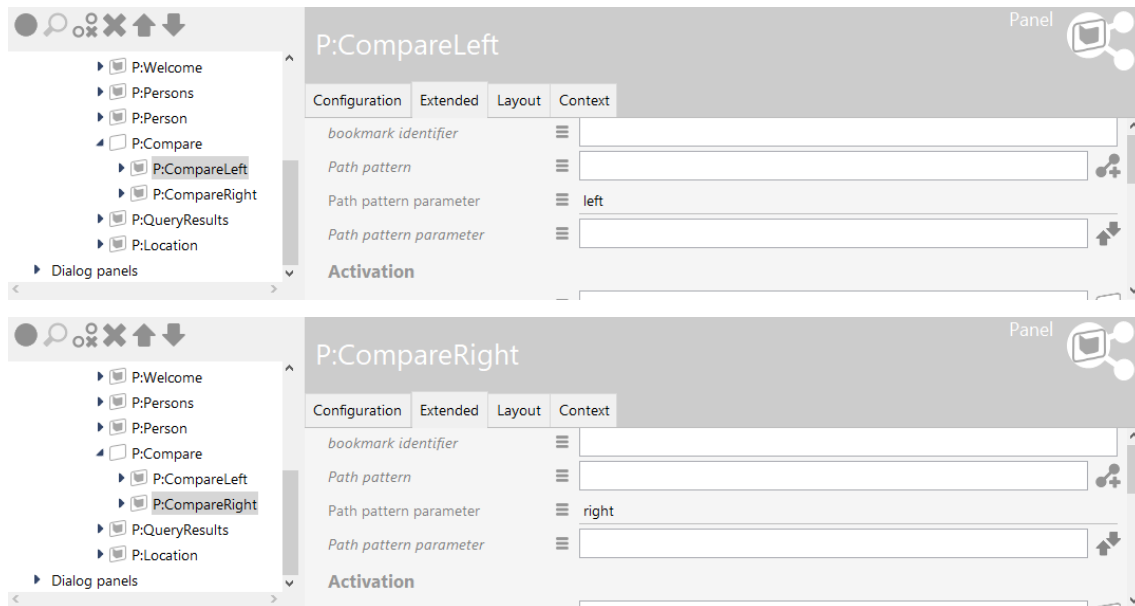 Panel
P:CompareLeft
P:Welcome
P:Persons
P:Person
P:Compare
P:CompareLeft
P:CompareRight
P:QueryResults
P:Location
Dialog panels
Configuration Extended Layout Context
bookmark identifier
Path pattern
Path pattern parameter left
Path pattern parameter
Activation
Panel
P:CompareRight
P:Welcome
P:Persons
P:Person
P:Compare
P:CompareLeft
P:CompareRight
P:QueryResults
P:Location
Dialog panels
Configuration Extended Layout Context
bookmark identifier
Path pattern
Path pattern parameter right
Path pattern parameter
Activation